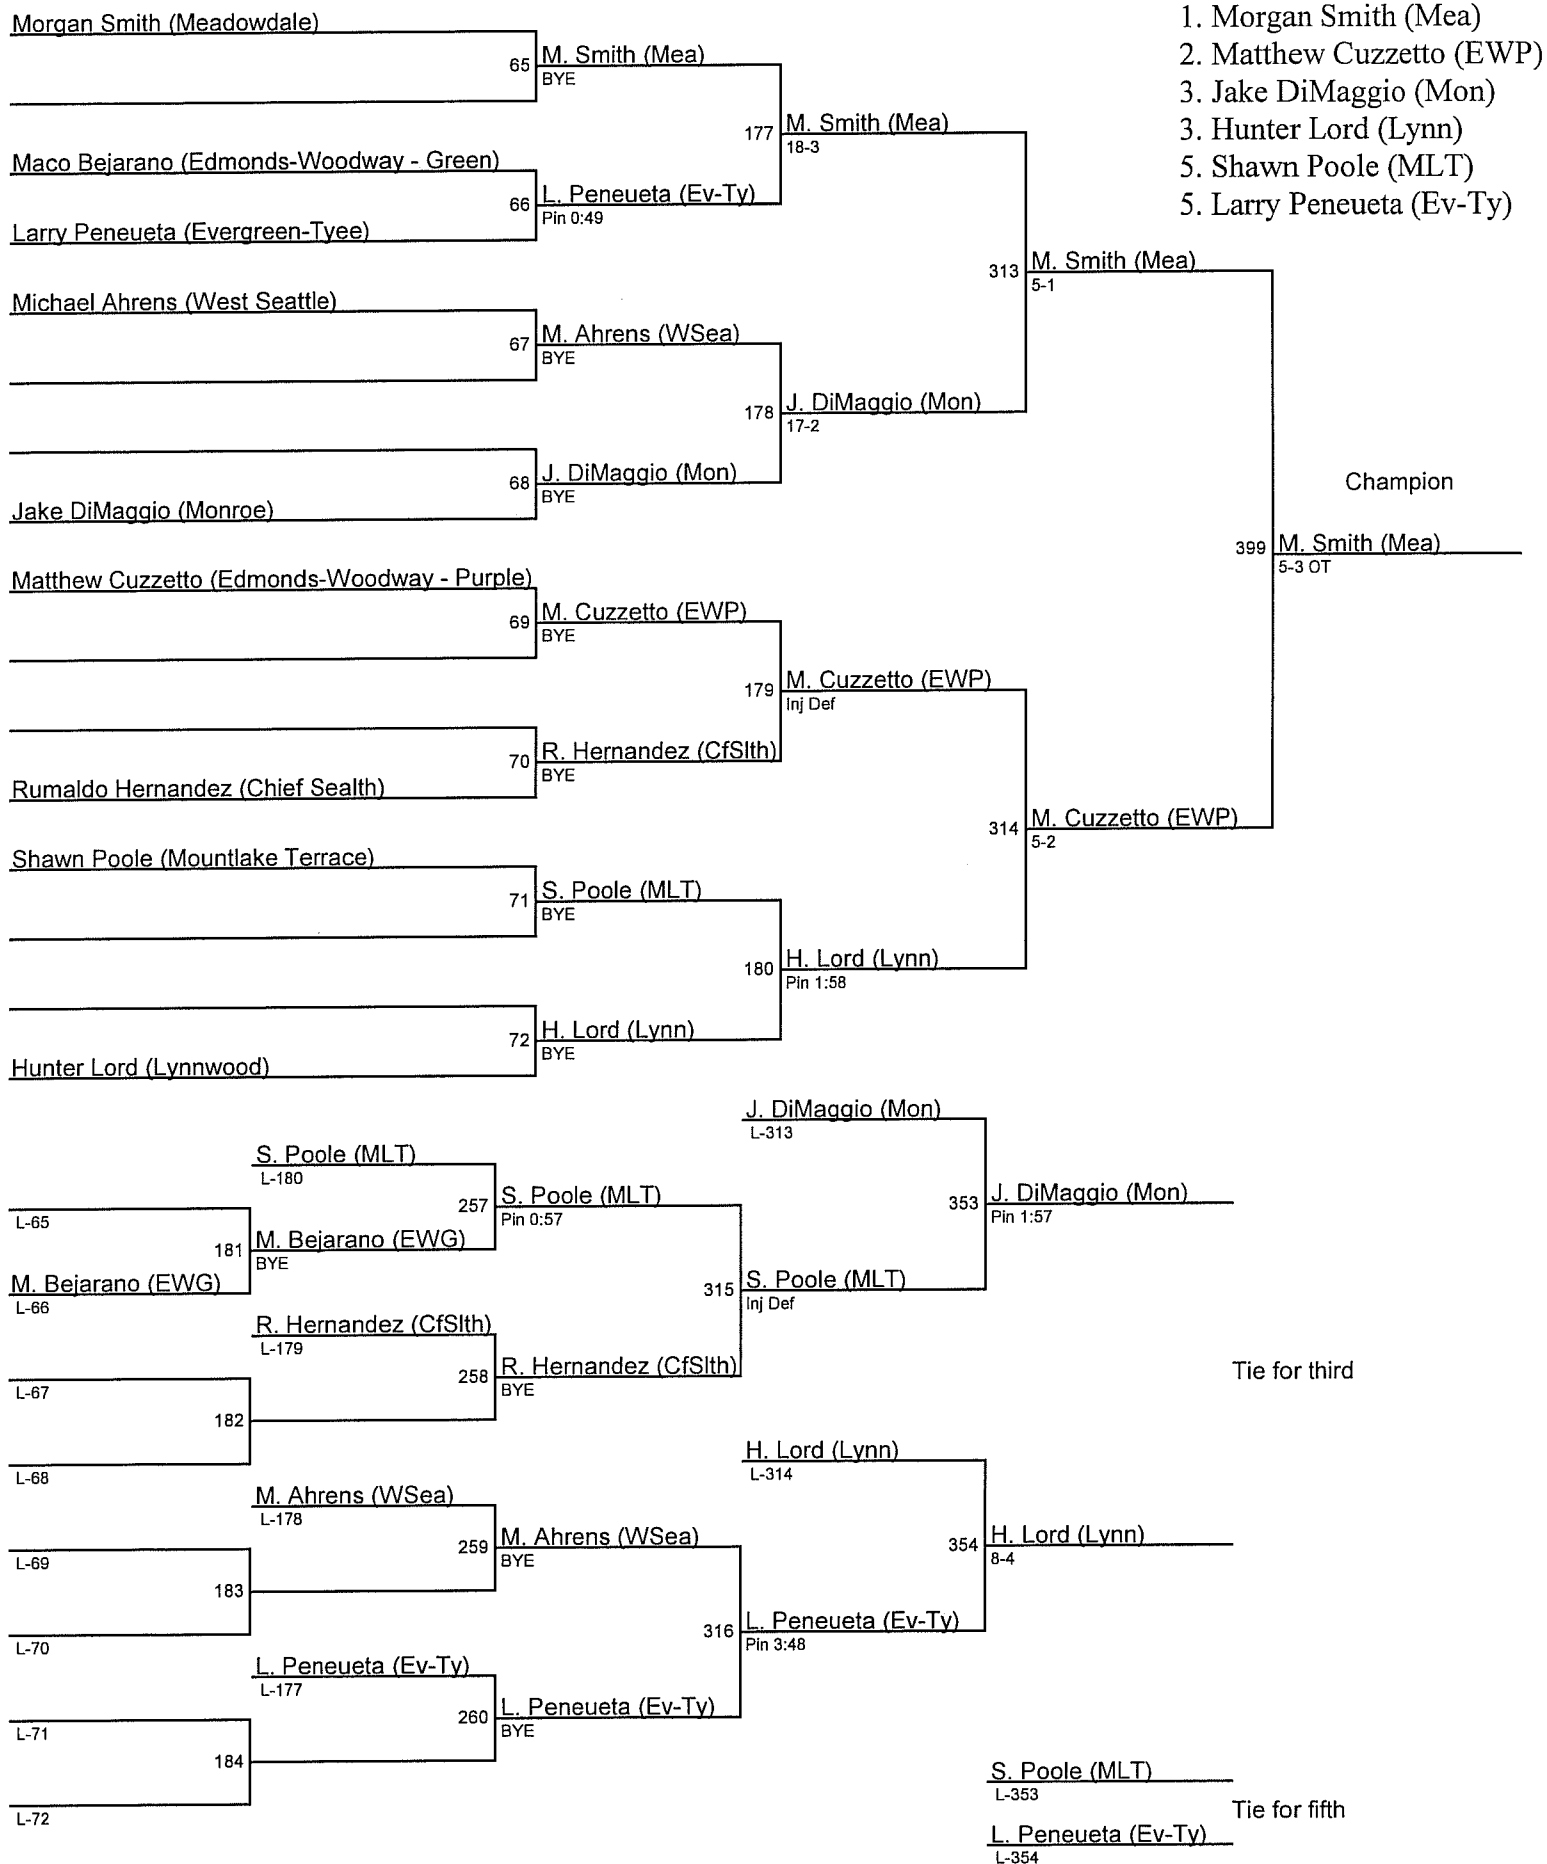 Morgan Smith (Meadowdale)
65
M. Smith (Mea)
BYE
177
M. Smith (Mea)
18-3
Maco Bejarano (Edmonds-Woodway - Green)
66
L. Peneueta (Ev-Ty)
Pin 0:49
Larry Peneueta (Evergreen-Tyee)
313
M. Smith (Mea)
5-1
Michael Ahrens (West Seattle)
67
M. Ahrens (WSea)
BYE
178
J. DiMaggio (Mon)
17-2
68
J. DiMaggio (Mon)
BYE
Jake DiMaggio (Monroe)
Champion
399
M. Smith (Mea)
5-3 OT
Matthew Cuzzetto (Edmonds-Woodway - Purple)
69
M. Cuzzetto (EWP)
BYE
179
M. Cuzzetto (EWP)
Inj Def
70
R. Hernandez (CfSlth)
BYE
Rumaldo Hernandez (Chief Sealth)
314
M. Cuzzetto (EWP)
5-2
Shawn Poole (Mountlake Terrace)
71
S. Poole (MLT)
BYE
180
H. Lord (Lynn)
Pin 1:58
72
H. Lord (Lynn)
BYE
Hunter Lord (Lynnwood)
1. Morgan Smith (Mea)
2. Matthew Cuzzetto (EWP)
3. Jake DiMaggio (Mon)
3. Hunter Lord (Lynn)
5. Shawn Poole (MLT)
5. Larry Peneueta (Ev-Ty)
J. DiMaggio (Mon)
L-313
S. Poole (MLT)
L-180
257
S. Poole (MLT)
Pin 0:57
353
J. DiMaggio (Mon)
Pin 1:57
L-65
181
M. Bejarano (EWG)
BYE
M. Bejarano (EWG)
L-66
315
S. Poole (MLT)
Inj Def
R. Hernandez (CfSlth)
L-179
258
R. Hernandez (CfSlth)
BYE
Tie for third
L-67
182
L-68
H. Lord (Lynn)
L-314
M. Ahrens (WSea)
L-178
259
M. Ahrens (WSea)
BYE
354
H. Lord (Lynn)
8-4
L-69
183
L-70
316
L. Peneueta (Ev-Ty)
Pin 3:48
L. Peneueta (Ev-Ty)
L-177
260
L. Peneueta (Ev-Ty)
BYE
L-71
184
L-72
S. Poole (MLT)
L-353
Tie for fifth
L. Peneueta (Ev-Ty)
L-354